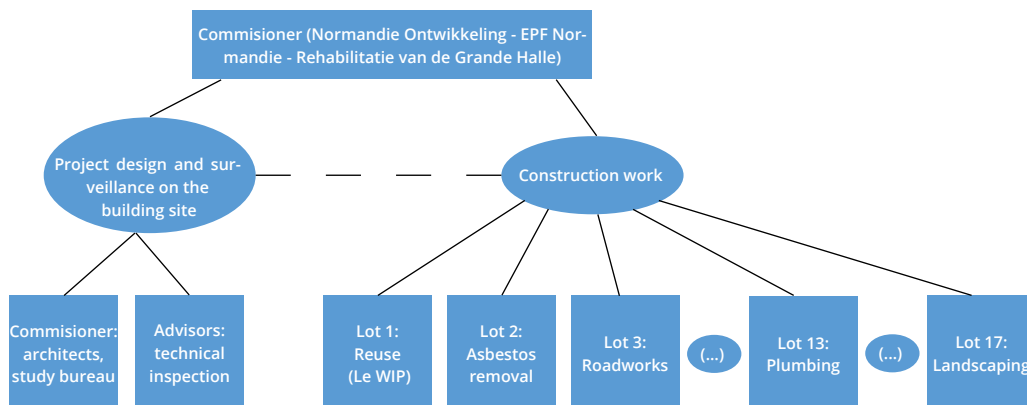 Commisioner (Normandie Ontwikkeling - EPF Nor-
mandie - Rehabilitatie van de Grande Halle)
Project design and sur-
veillance on the
building site
Construction work
Commisioner:
architects,
study bureau
Advisors:
technical
inspection
Lot 1:
Reuse
(Le WIP)
Lot 2:
Asbestos
removal
Lot 3:
Roadworks
(...)
Lot 13:
Plumbing
(...)
Lot 17:
Landscaping